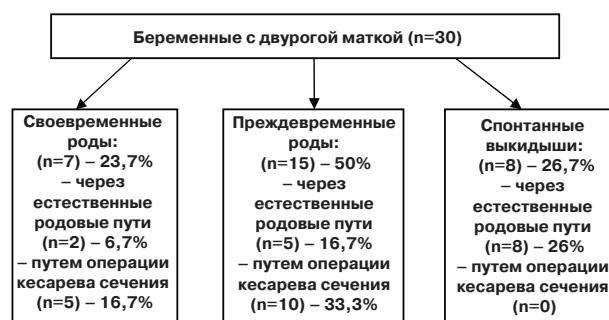 Беременные с двурогой маткой (n=30)
Своевременные
роды:
(n=7) – 23,7%
– через
естественные
родовые пути
(n=2) – 6,7%
– путем операции
кесарева сечения
(n=5) – 16,7%
Преждевременные
роды:
(n=15) – 50%
– через
естественные
родовые пути
(n=5) – 16,7%
– путем операции
кесарева сечения
(n=10) – 33,3%
Спонтанные
выкидыши:
(n=8) – 26,7%
– через
естественные
родовые пути
(n=8) – 26%
– путем операции
кесарева сечения
(n=0)